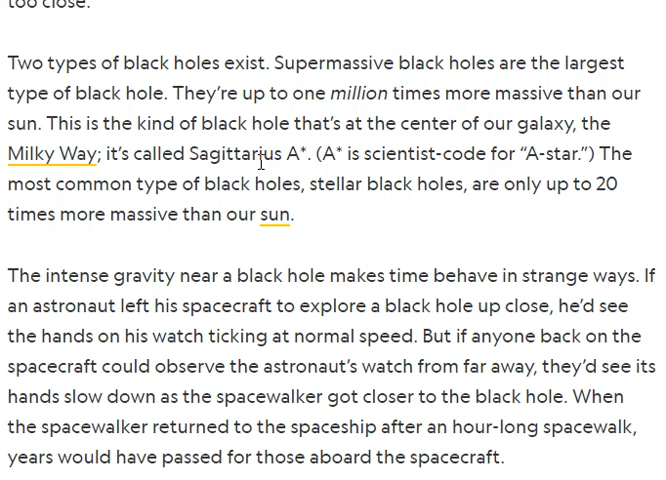 too close.
Two types of black holes exist. Supermassive black holes are the largest
type of black hole. They’re up to one million times more massive than our
sun. This is the kind of black hole that’s at the center of our galaxy, the
Milky Way; it’s called Sagittarius A*. (A* is scientist-code for “A-star.”) The
most common type of black holes, stellar black holes, are only up to 20
times more massive than our sun.
The intense gravity near a black hole makes time behave in strange ways. If
an astronaut left his spacecraft to explore a black hole up close, he’d see
the hands on his watch ticking at normal speed. But if anyone back on the
spacecraft could observe the astronaut’s watch from far away, they’d see its
hands slow down as the spacewalker got closer to the black hole. When
the spacewalker returned to the spaceship after an hour-long spacewalk,
years would have passed for those aboard the spacecraft.